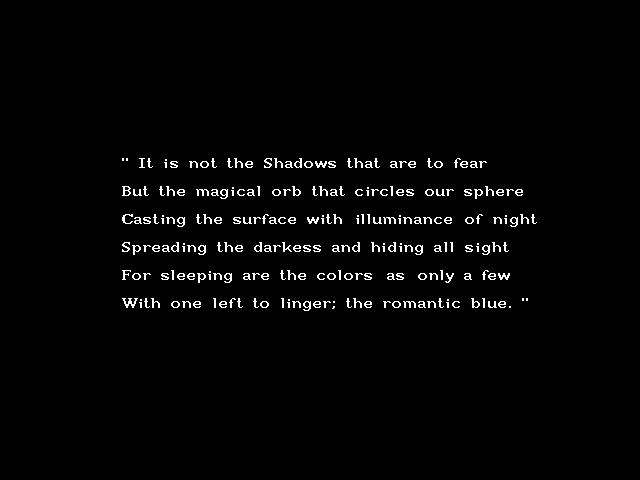 " It is not the Shadows that are to fear
But the magical orb that circles our sphere
Casting the surface with illuminance of night
Spreading the darkess and hiding all sight
For sleeping are the colors as only a few
With one left to linger; the romantic blue. "